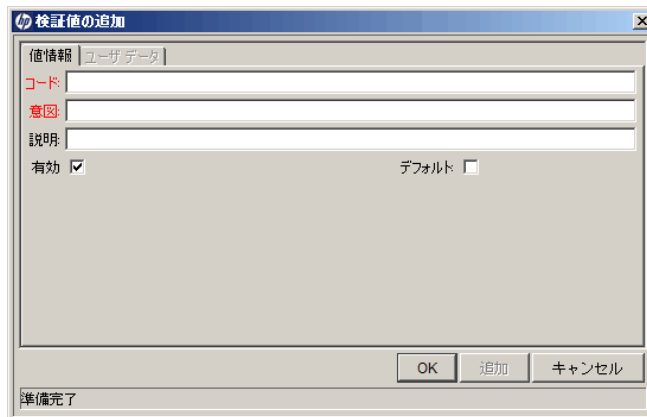 hp 検証値の追加
値情報 ユーザ データ
コード:
意図:
説明:
有効 デフォルト:
OK 追加 キャンセル
準備完了